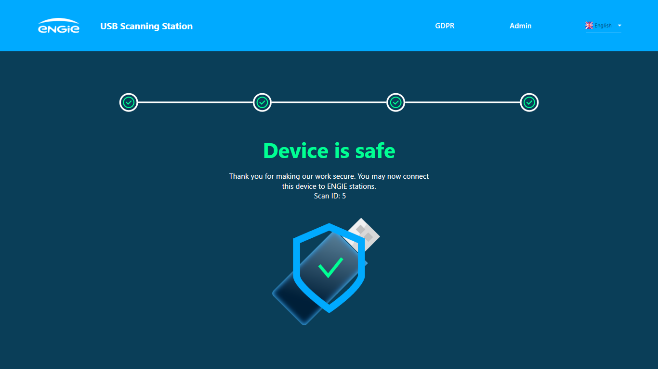 ENGIE
USB Scanning Station
GDPR
Admin
English
Device is safe
Thank you for making our work secure. You may now connect
this device to ENGIE stations.
Scan ID: 5